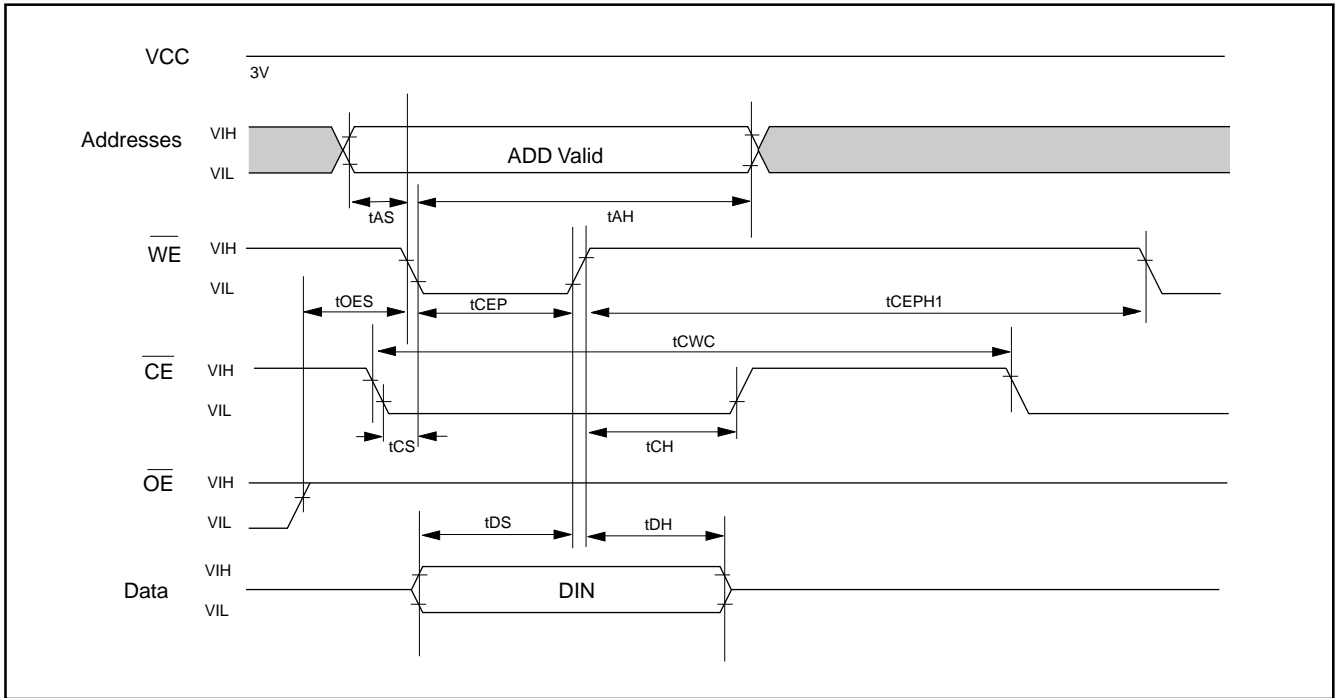 VCC
3V
Addresses
VIH
VIL
ADD Valid
tAS
tAH
WE
VIH
VIL
tOES
tCEP
tCEPH1
tCWC
CE
VIH
VIL
tCS
tCH
OE
VIH
VIL
tDS
tDH
Data
VIH
VIL
DIN